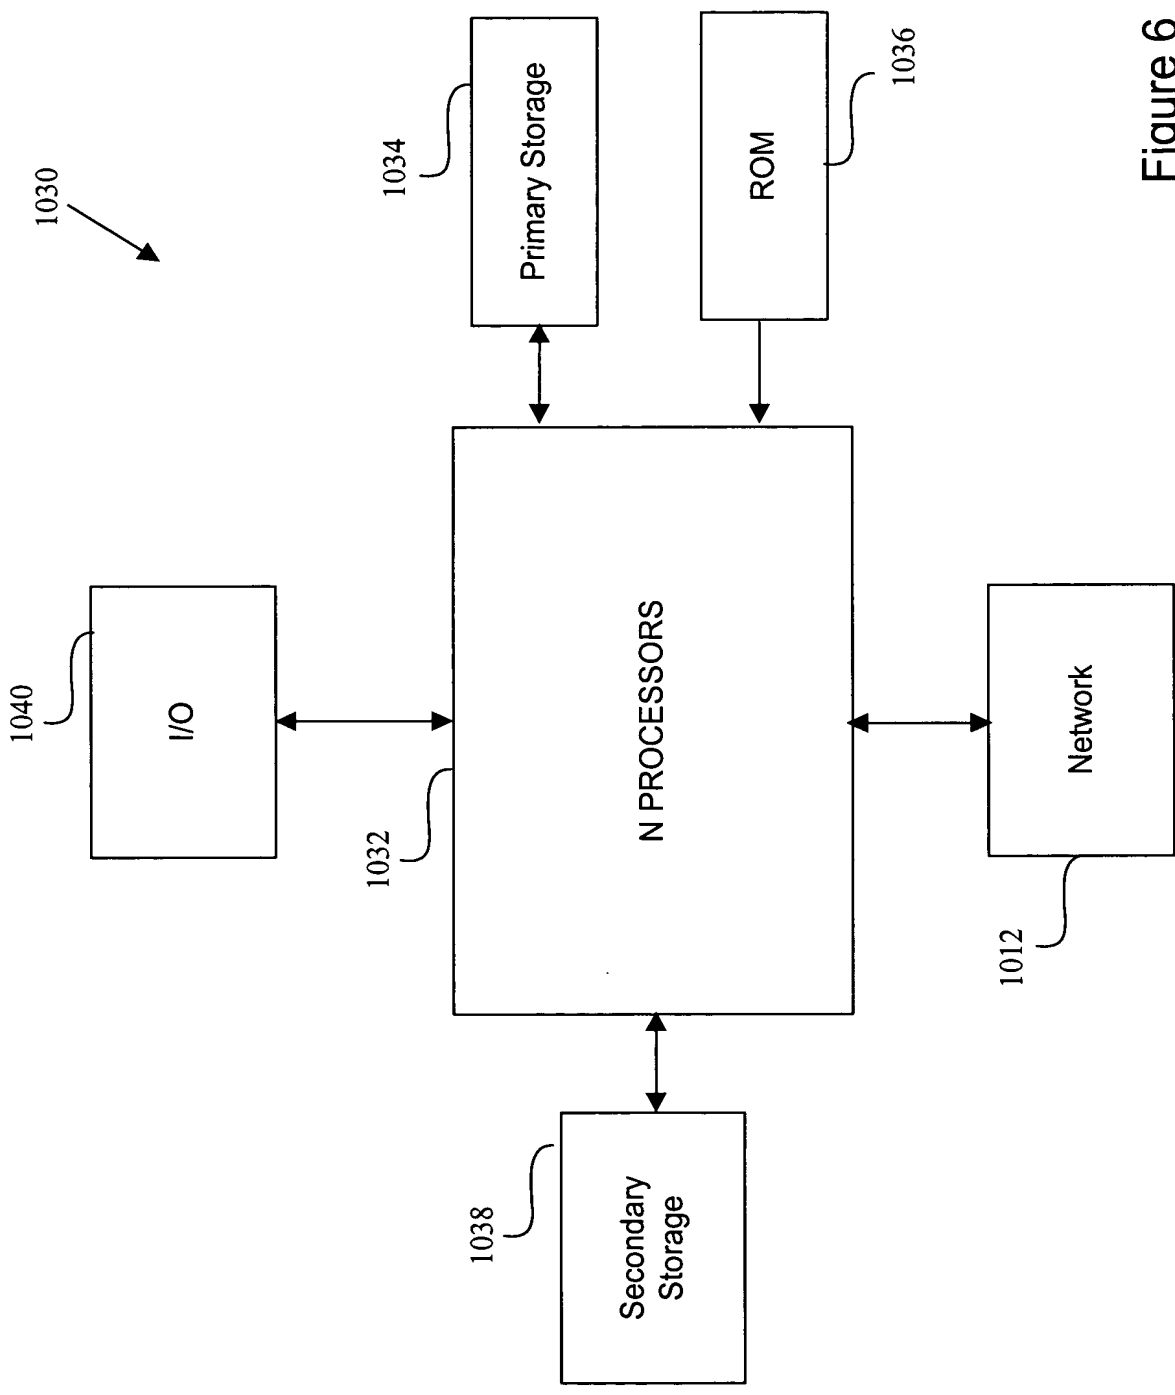 1040
1030
I/O
1032
1034
1038
Primary Storage
Secondary
Storage
N PROCESSORS
ROM
1036
1012
Network
Figure 6